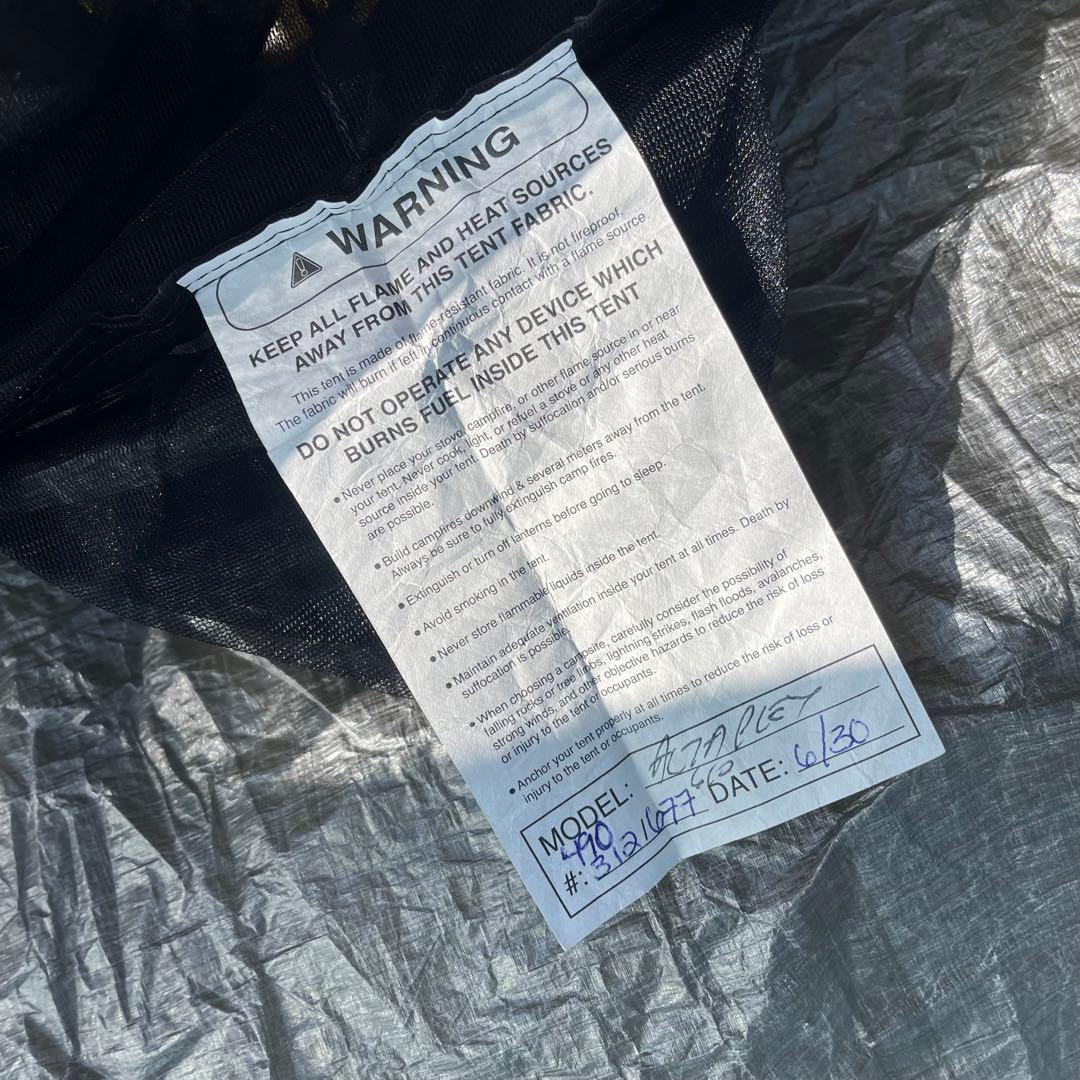 WARNING
KEEP ALL FLAME AND HEAT SOURCES
AWAY FROM THIS TENT FABRIC.
This tent is made of flame-resistant fabric. It is not fireproof.
The fabric will burn if left in continuous contact with a flame source.
DO NOT OPERATE ANY DEVICE WHICH
BURNS FUEL INSIDE THIS TENT
• Never place your stove, campfire, or other flame source in or near
your tent. Never cook, light, or refuel a stove or any other heat
source inside your tent. Death by suffocation and/or serious burns
are possible.
• Build campfires downwind & several meters away from the tent.
Always be sure to fully extinguish camp fires.
• Extinguish or turn off lanterns before going to sleep.
• Avoid smoking in the tent.
• Never store flammable liquids inside the tent.
• Maintain adequate ventilation inside your tent at all times. Death by
suffocation is possible.
• When choosing a campsite, carefully consider the possibility of
falling rocks or tree limbs, lightning strikes, flash floods, avalanches,
strong winds, and other objective hazards to reduce the risk of loss
or injury to the tent or occupants.
• Anchor your tent properly at all times to reduce the risk of loss or
injury to the tent or occupants.
MODEL:
490
#: 3121677 DATE: 6/30